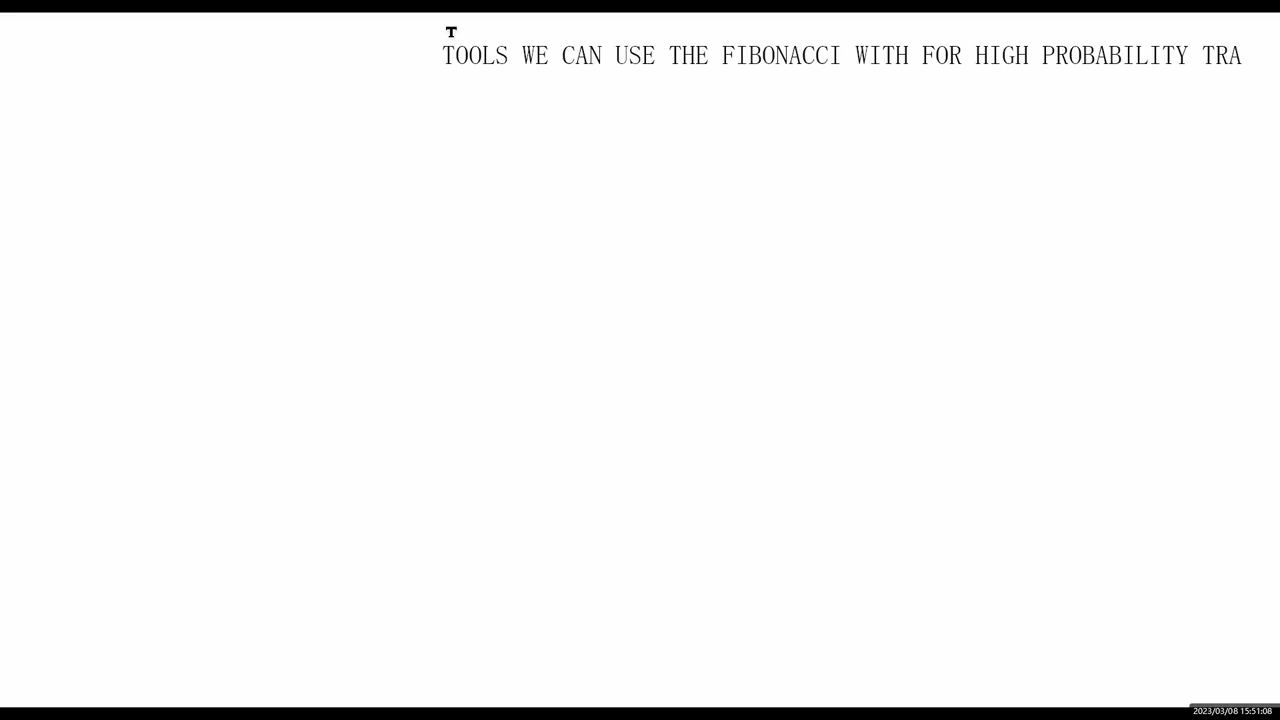 TOOLS WE CAN USE THE FIBONACCI WITH FOR HIGH PROBABILITY TRA
2023/03/08 15:51:08